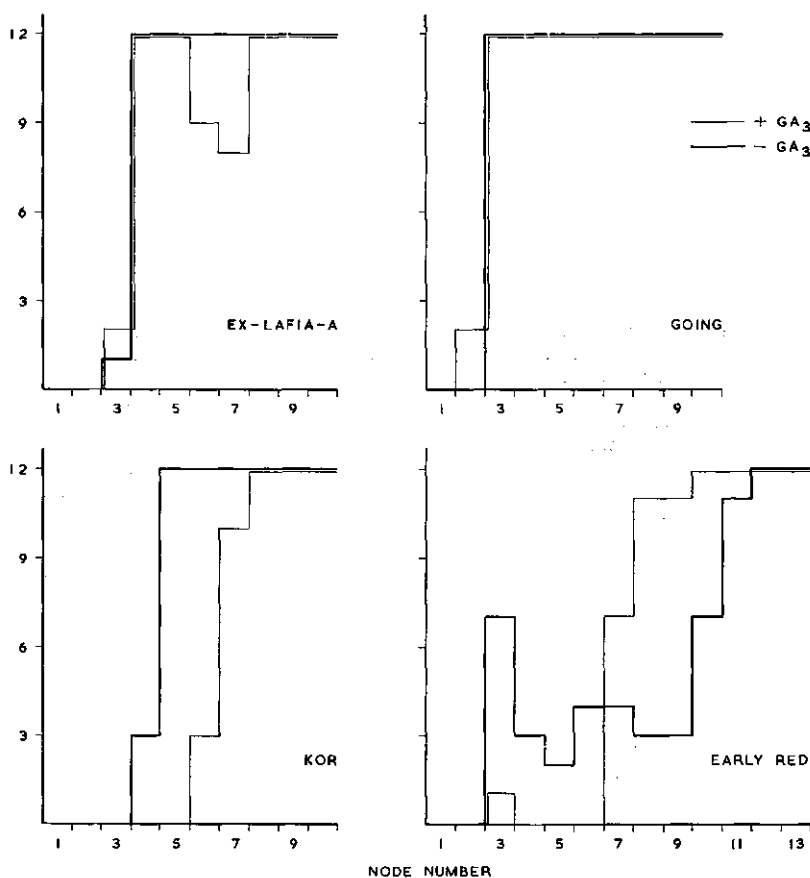 12
9
6
3
EX-LAFIA-A
1 3 5 7 9
+ GA3
− GA3
GOING
1 3 5 7 9
12
9
6
3
KOR
1 3 5 7 9
EARLY RED
1 3 5 7 9 11 13
NODE NUMBER